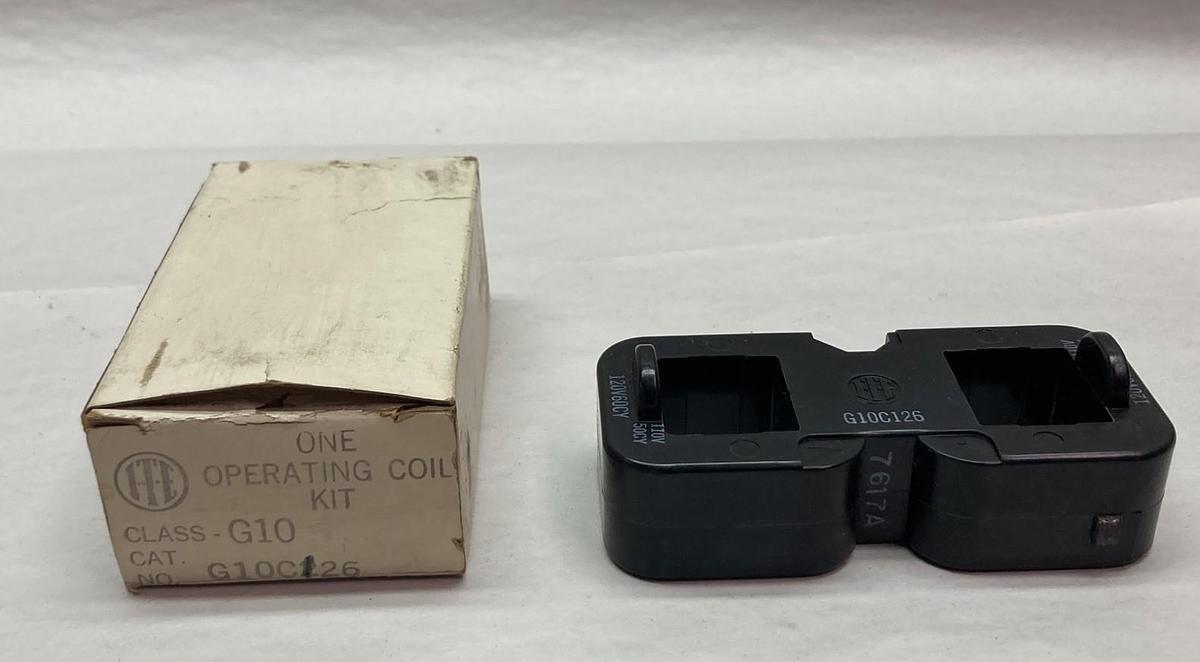 ONE
ITE OPERATING COIL
KIT
CLASS - G10
CAT.
NO. G10C126
120V60CY
110V
50CY
ITE
G10C126
7617A